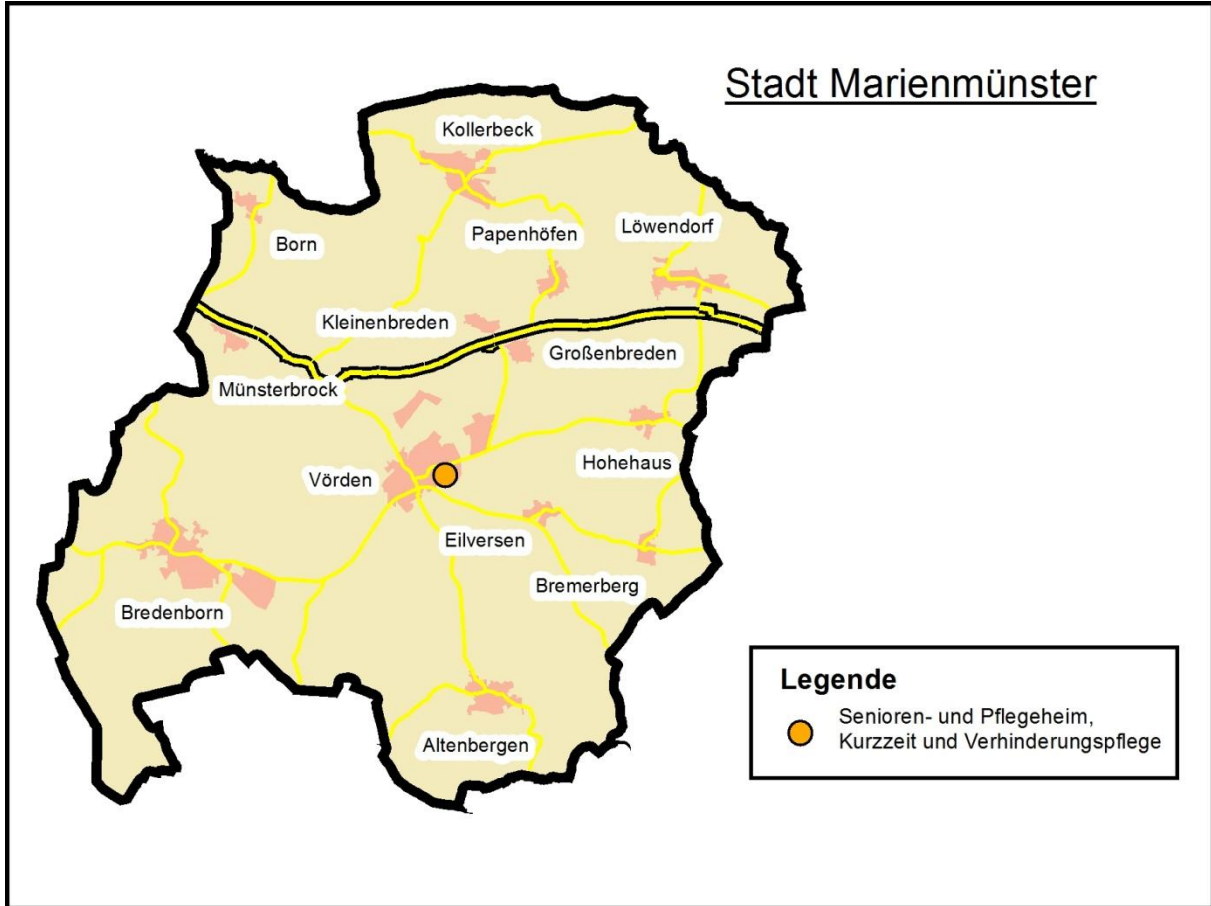 Stadt Marienmünster
Kollerbeck
Papenhöfen
Löwendorf
Born
Kleinenbreden
Großenbreden
Münsterbrock
Vörden
Hohehaus
Eilversen
Bremerberg
Bredenborn
Altenbergen
Legende
Senioren- und Pflegeheim,
Kurzzeit und Verhinderungspflege